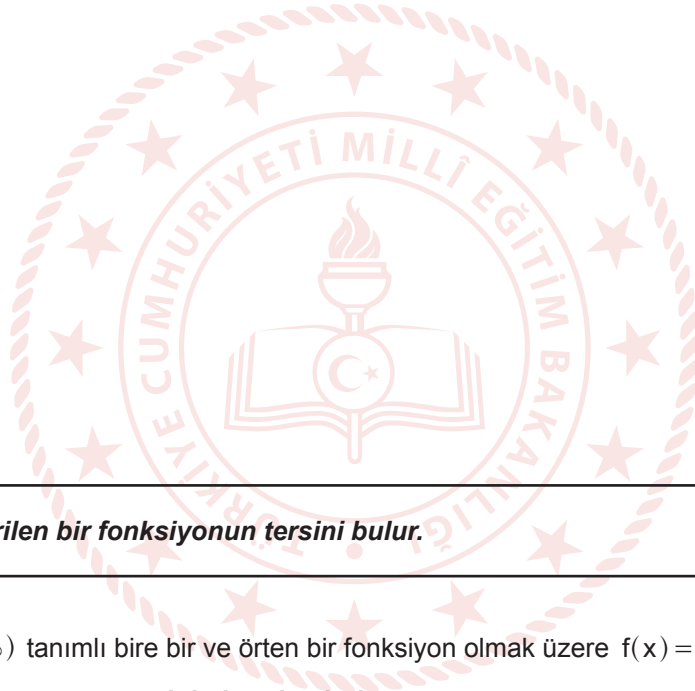 TÜRKİYE CUMHURİYETİ MİLLÎ EĞİTİM BAKANLIĞI
rilen bir fonksiyonun tersini bulur.
) tanımlı bire bir ve örten bir fonksiyon olmak üzere f(x) =